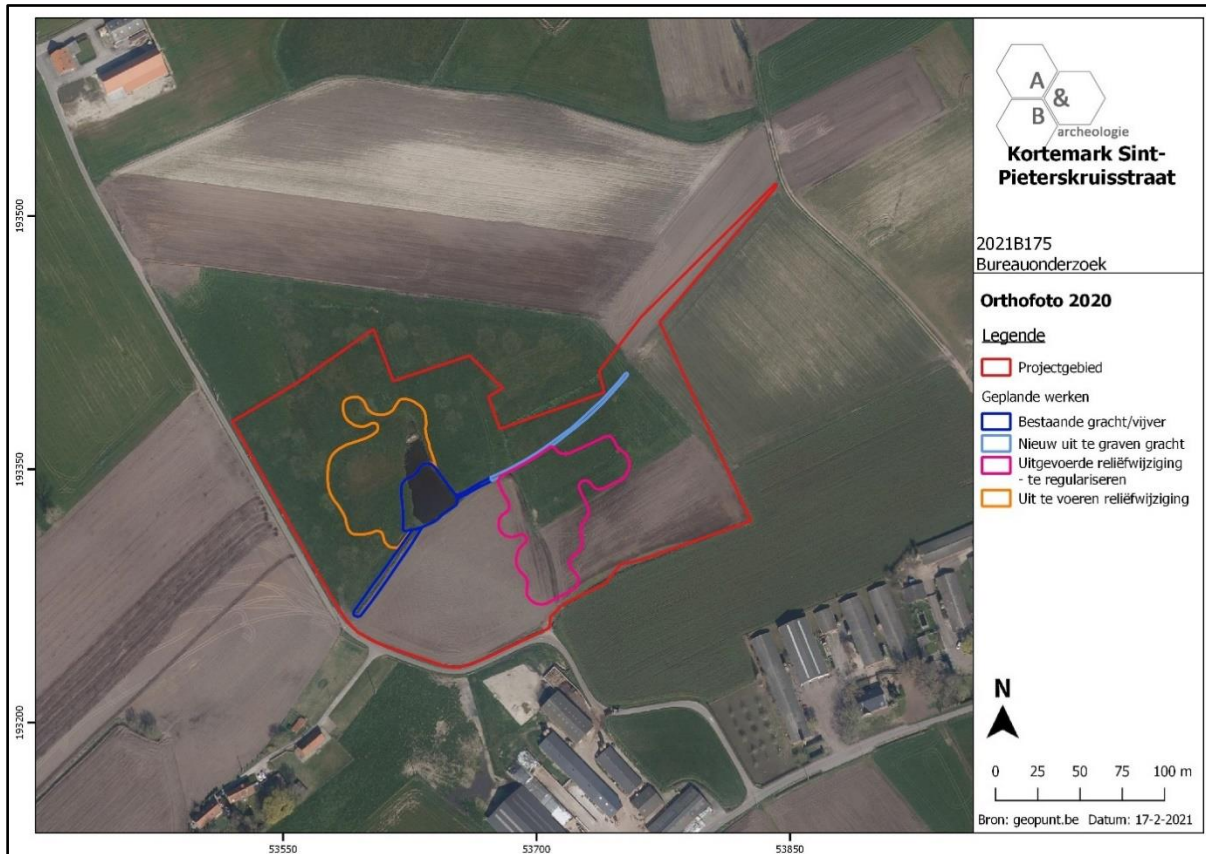 A
&
B
archeologie
Kortemark Sint-
Pieterskruisstraat
2021B175
Bureauonderzoek
Orthofoto 2020
Legende
Projectgebied
Geplande werken
Bestaande gracht/vijver
Nieuw uit te graven gracht
Uitgevoerde reliëfwijziging
- te regulariseren
Uit te voeren reliëfwijziging
N
0 25 50 75 100 m
Bron: geopunt.be Datum: 17-2-2021
193500
193350
193200
53550 53700 53850